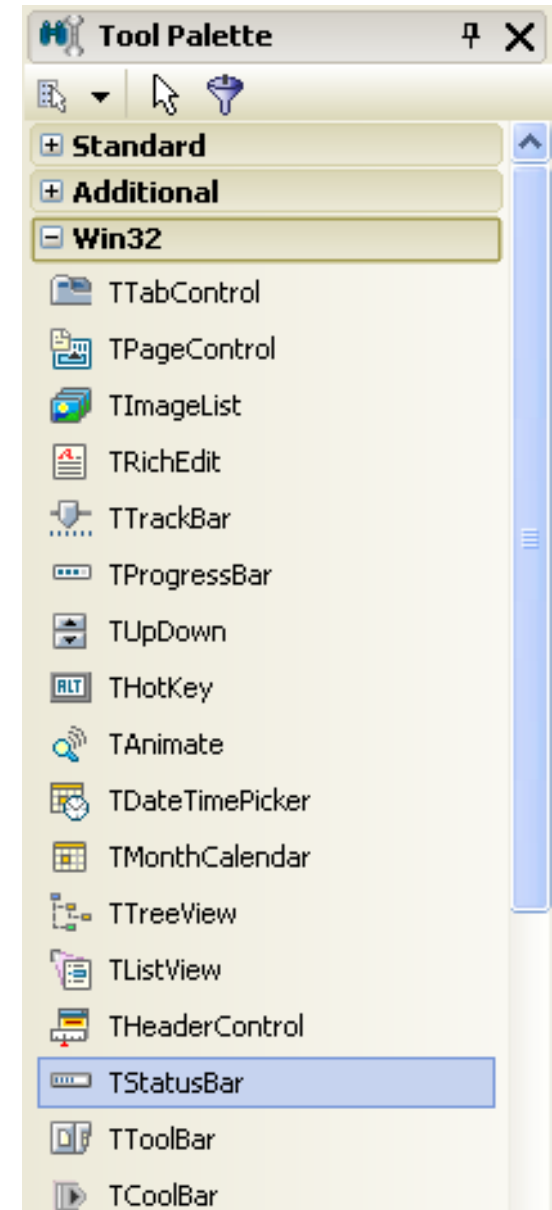 Tool Palette
Standard
Additional
Win32
TTabControl
TPageControl
TImageList
TRichEdit
TTrackBar
TProgressBar
TUpDown
ALT THotKey
TAnimate
TDateTimePicker
TMonthCalendar
TTreeView
TListView
THeaderControl
TStatusBar
TToolBar
TCoolBar